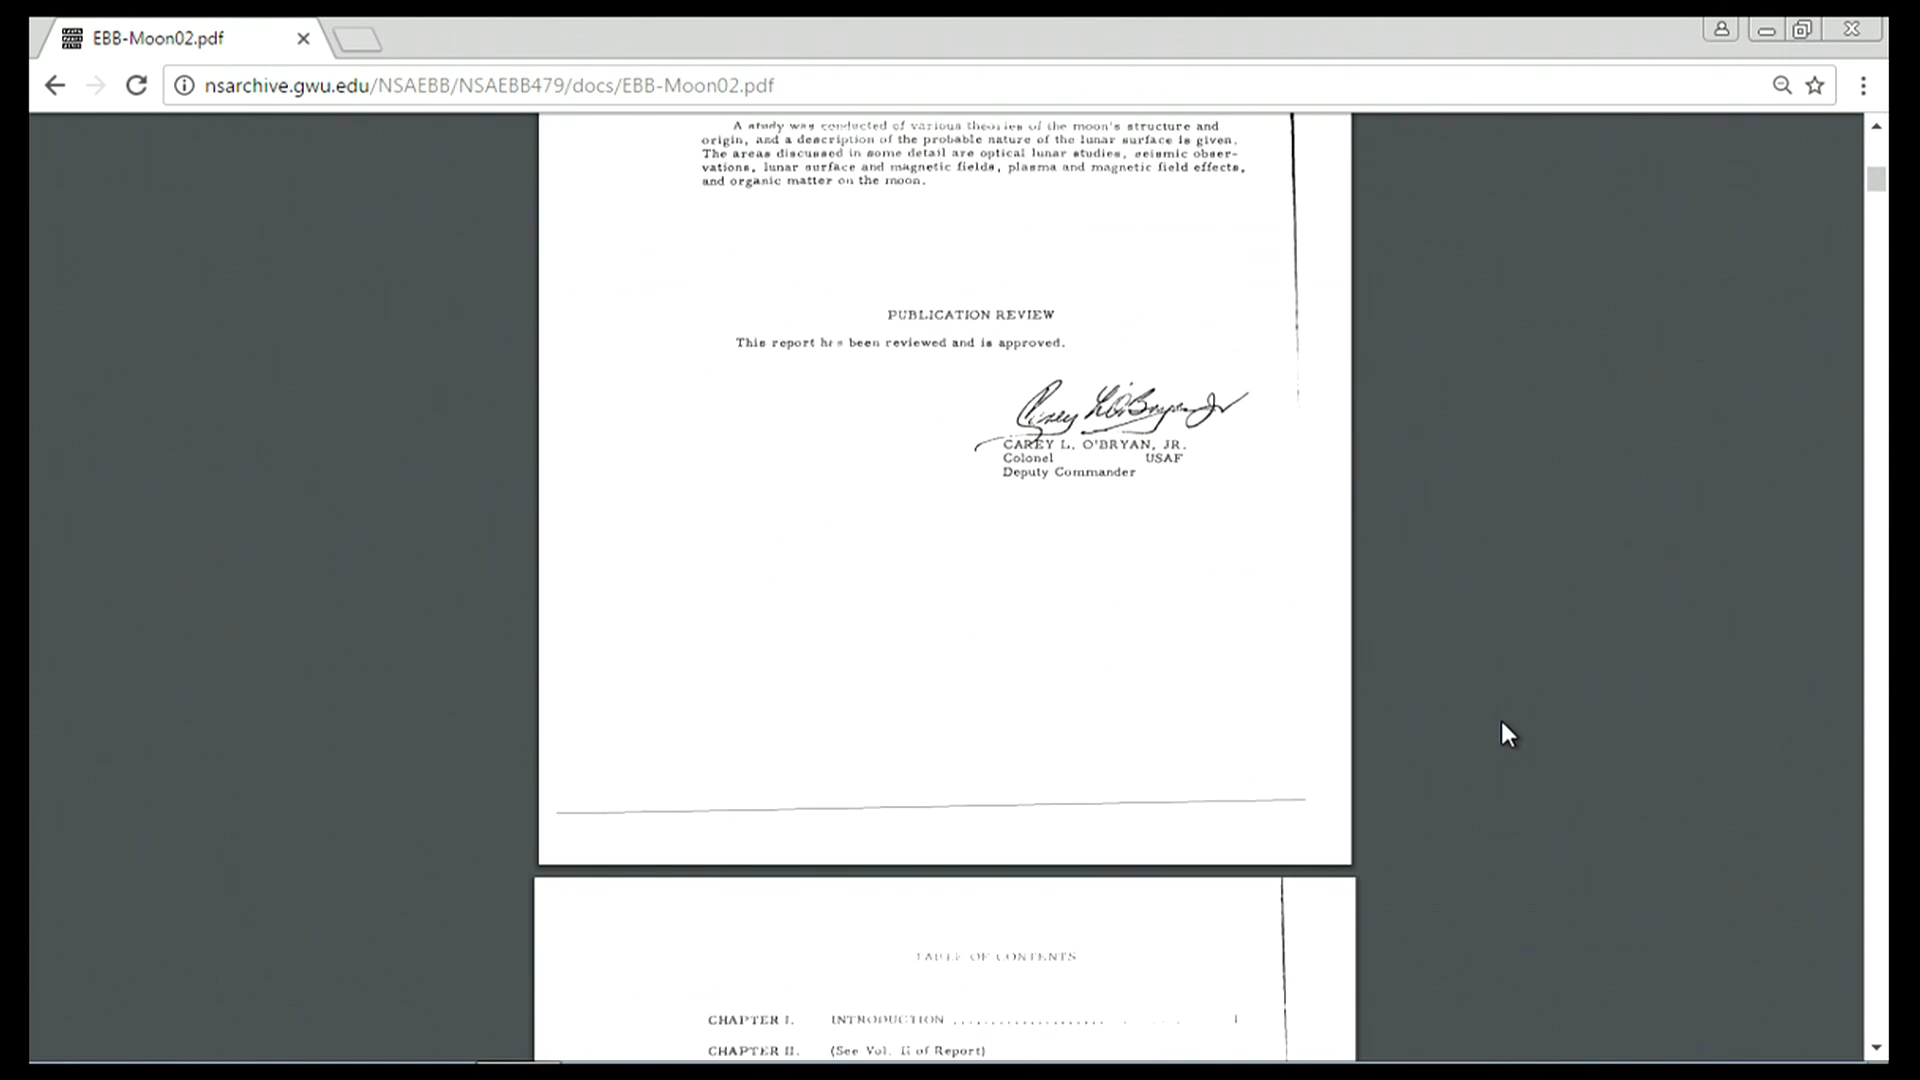 EBB-Moon02.pdf
nsarchive.gwu.edu/NSAEBB/NSAEBB479/docs/EBB-Moon02.pdf
A study was conducted of various theories of the moon's structure and
origin, and a description of the probable nature of the lunar surface is given.
The areas discussed in some detail are optical lunar studies, seismic obser-
vations, lunar surface and magnetic fields, plasma and magnetic field effects,
and organic matter on the moon.
PUBLICATION REVIEW
This report has been reviewed and is approved.
Carey L. O'Bryan Jr
CAREY L. O'BRYAN, JR.
Colonel USAF
Deputy Commander
TABLE OF CONTENTS
CHAPTER I. INTRODUCTION .................... 1
CHAPTER II. (See Vol. II of Report)